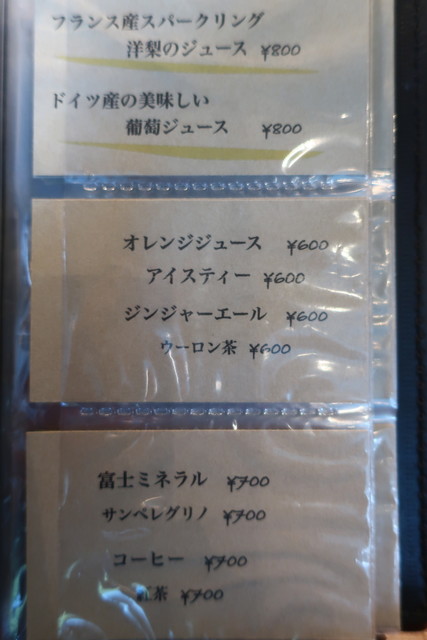 フランス産スパークリング
洋梨のジュース ¥800
ドイツ産の美味しい
葡萄ジュース ¥800
オレンジジュース ¥600
アイスティー ¥600
ジンジャーエール ¥600
ウーロン茶 ¥600
富士ミネラル ¥700
サンペレグリノ ¥700
コーヒー ¥700
紅茶 ¥700